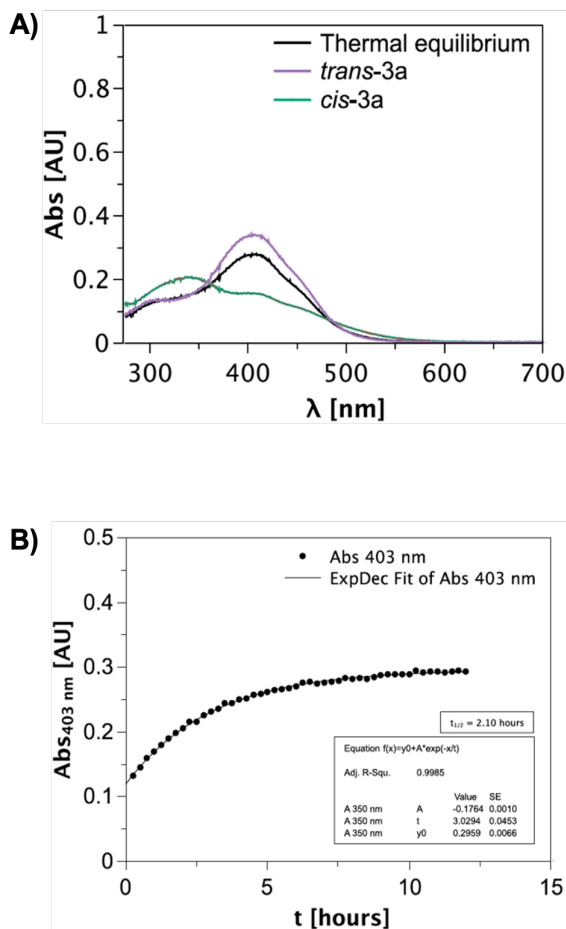 A)
1
Thermal equilibrium
trans-3a
cis-3a
0.8
0.6
0.4
0.2
0
Abs [AU]
300 400 500 600 700
λ [nm]
B)
0.5
Abs 403 nm
ExpDec Fit of Abs 403 nm
0.4
0.3
0.2
0.1
0
Abs403 nm [AU]
t1/2 = 2.10 hours
Equation f(x)=y0+A*exp(-x/t)
Adj. R-Squ. 0.9985
Value SE
A 350 nm A -0.1764 0.0010
A 350 nm t 3.0294 0.0453
A 350 nm y0 0.2959 0.0066
0 5 10 15
t [hours]